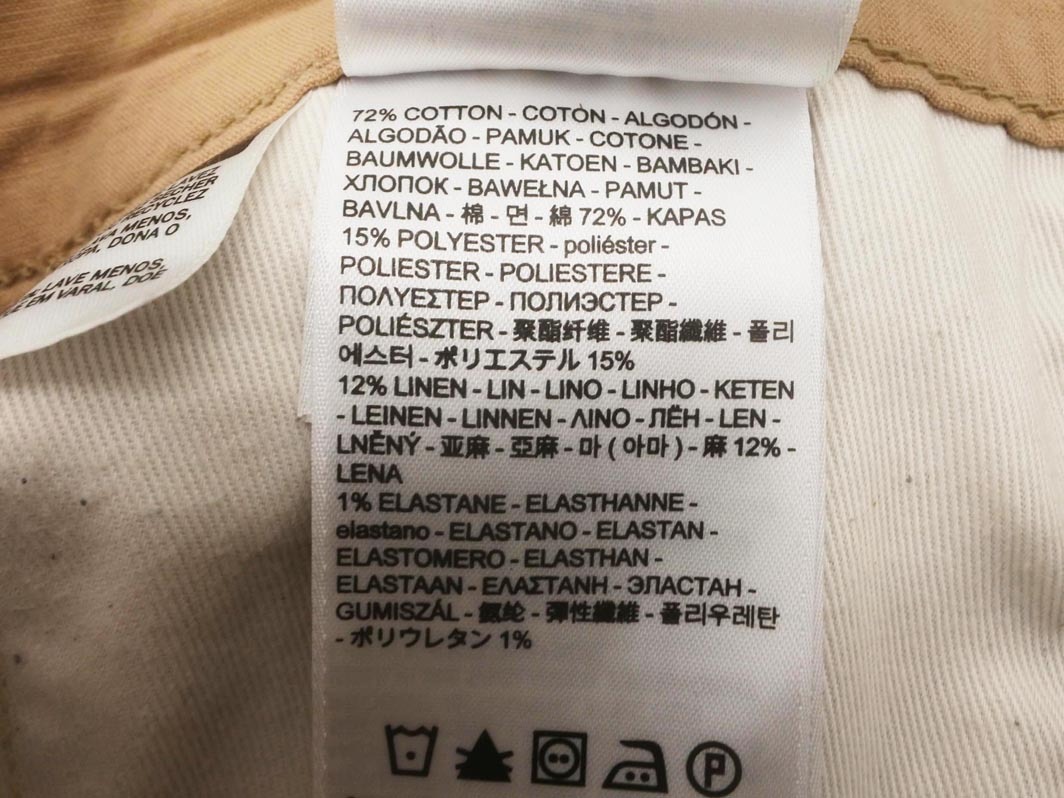 72% COTTON - COTON - ALGODÓN -
ALGODÃO - PAMUK - COTONE -
BAUMWOLLE - KATOEN - BAMBAKI -
ХЛОПОК - BAWEŁNA - PAMUT -
BAVLNA - 棉 - 면 - 綿 72% - KAPAS
15% POLYESTER - poliéster -
POLIESTER - POLIESTERE -
ΠΟΛΥΕΣΤΕΡ - ПОЛИЭСТЕР -
POLIÉSZTER - 聚酯纤维 - 聚酯纖維 - 폴리
에스터 - ポリエステル 15%
12% LINEN - LIN - LINO - LINHO - KETEN
- LEINEN - LINNEN - ΛΙΝΟ - ЛЁН - LEN -
LNĚNÝ - 亚麻 - 亞麻 - 마 ( 아마 ) - 麻 12% -
LENA
1% ELASTANE - ELASTHANNE -
elastano - ELASTANO - ELASTAN -
ELASTOMERO - ELASTHAN -
ELASTAAN - ΕΛΑΣΤΑΝΗ - ЭЛАСТАН -
GUMISZÁL - 氨纶 - 彈性纖維 - 폴리우레탄
- ポリウレタン 1%
P
LAVEZ
SÉCHER
RECYCLEZ
MENOS,
ROPA, DONA O
LAVE MENOS,
EM VARAL. DOE